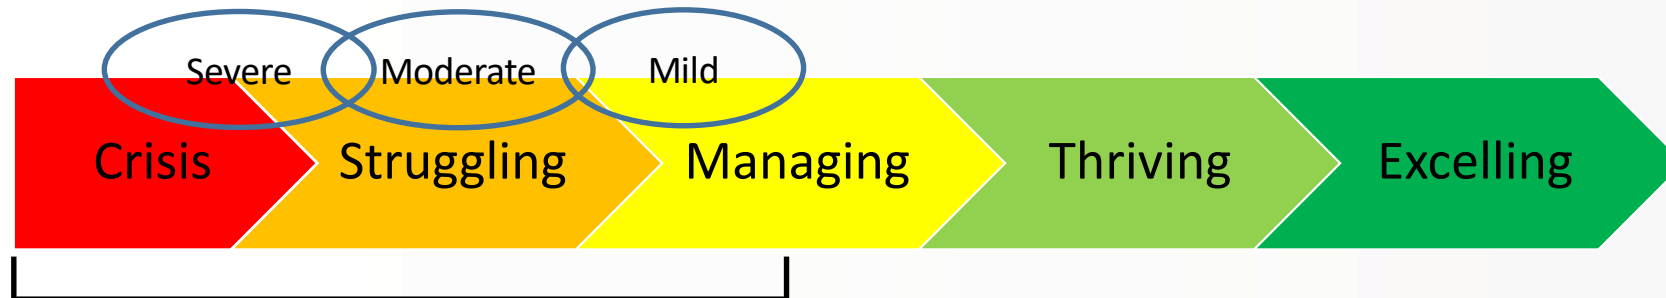 Severe Moderate Mild
Crisis Struggling Managing Thriving Excelling